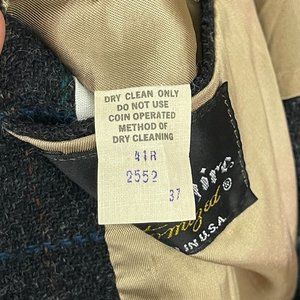 DRY CLEAN ONLY
DO NOT USE
COIN OPERATED
METHOD OF
DRY CLEANING
41R
2552
37
IN U.S.A.